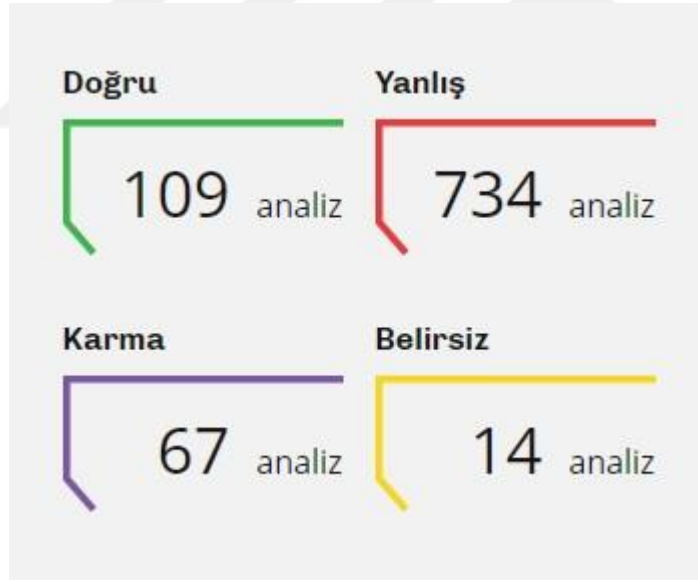 Doğru
109 analiz
Yanlış
734 analiz
Karma
67 analiz
Belirsiz
14 analiz